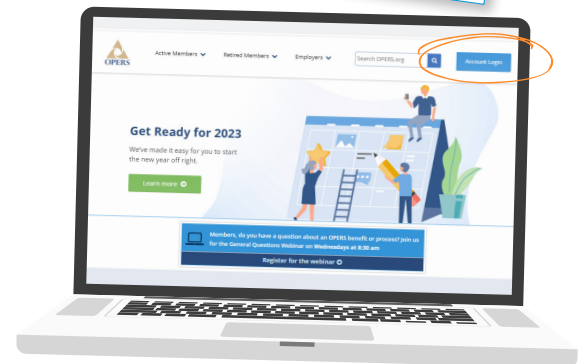 OPERS
Active Members
Retired Members
Employers
Search OPERS.org
Account Login
Get Ready for 2023
We've made it easy for you to start
the new year off right.
Learn more
Members, do you have a question about an OPERS benefit or process? Join us
for the General Questions Webinar on Wednesdays at 8:30 am
Register for the webinar